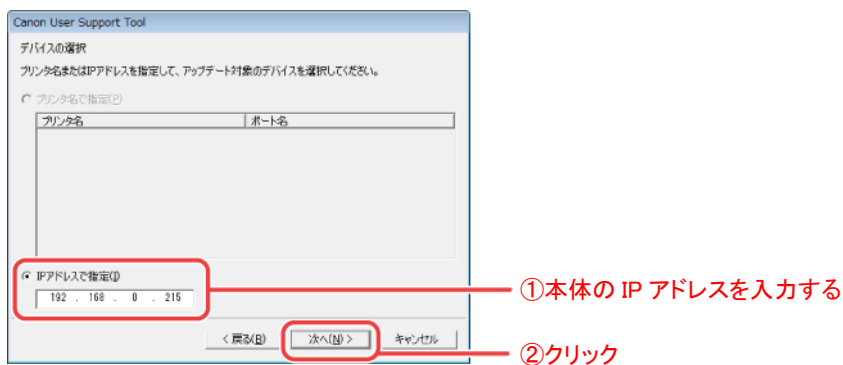 Canon User Support Tool
デバイスの選択
プリンタ名またはIPアドレスを指定して、アップデート対象のデバイスを選択してください。
プリンタ名で指定(P)
プリンタ名 ポート名
IPアドレスで指定(I)
192 . 168 . 0 . 215
①本体の IP アドレスを入力する
< 戻る(B) 次へ(N) > キャンセル
②クリック